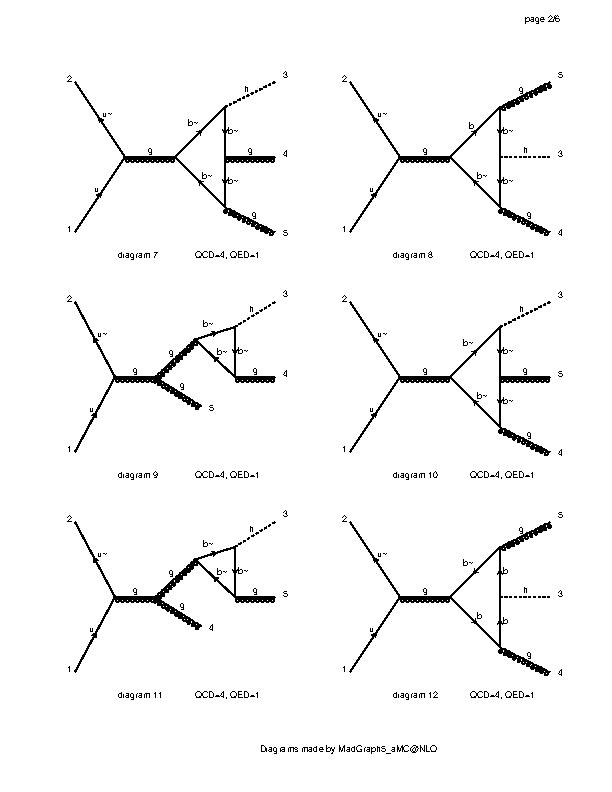 page 2/6
2 3 2 5
u~ h u~ g
b~ b~ b b~
g 4 g h 3
u b~ b~ u b~ b~
g g
1 5 1 4
diagram 7 QCD=4, QED=1 diagram 8 QCD=4, QED=1
2 3 2 3
u~ h u~ h
b~ b~ b~ b~ b~
g g g 4 g g 5
u g 5 u b~ b~
g
1 1 4
diagram 9 QCD=4, QED=1 diagram 10 QCD=4, QED=1
2 3 2 5
u~ h u~ g
b~ b~ b~ b~ b
g g g 5 g h 3
u g 4 u b b
g
1 1 4
diagram 11 QCD=4, QED=1 diagram 12 QCD=4, QED=1
Diagrams made by MadGraph5_aMC@NLO